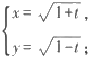 x = √1+t ,
y = √1−t ;